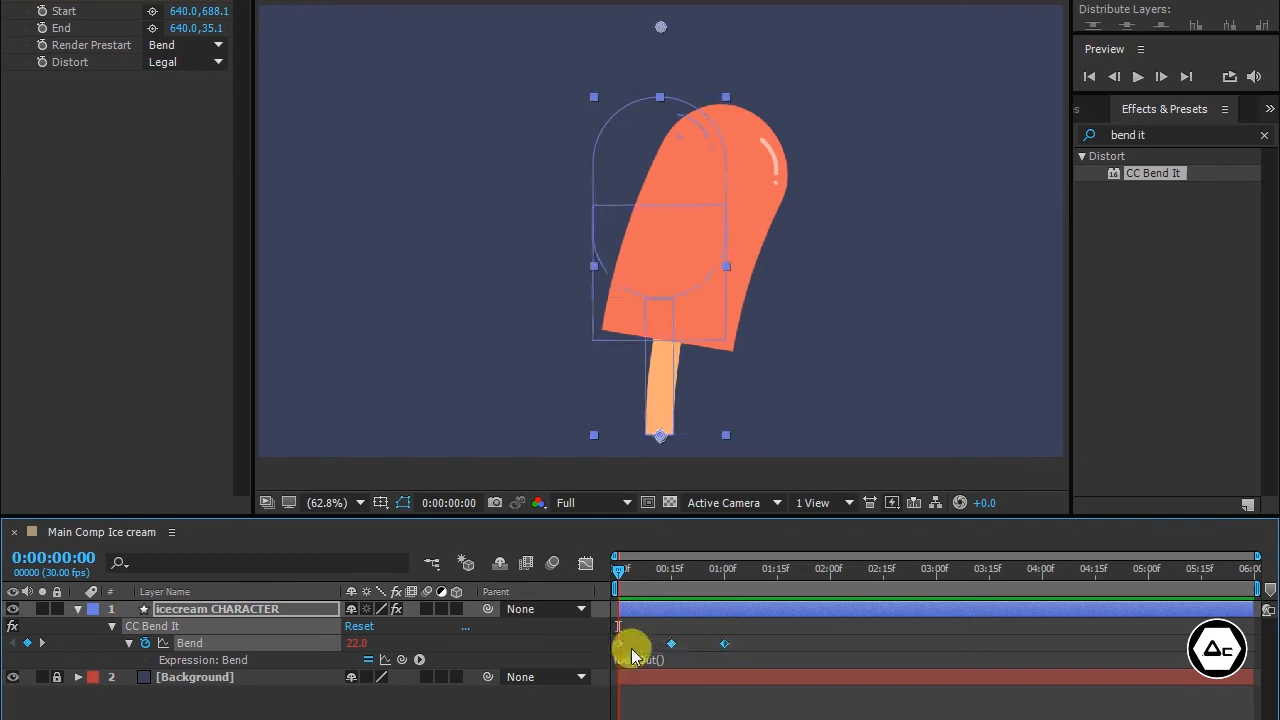 Start 640.0,688.1
End 640.0,35.1
Render Prestart Bend
Distort Legal
Distribute Layers:
Preview
Effects & Presets
bend it
Distort
CC Bend It
(62.8%) 0:00:00:00 Full Active Camera 1 View +0.0
Main Comp Ice cream
0:00:00:00
00000 (30.00 fps)
00:15f 01:00f 01:15f 02:00f 02:15f 03:00f 03:15f 04:00f 04:15f 05:00f 05:15f 06:00
# Layer Name Parent
1 icecream CHARACTER None
CC Bend It Reset ...
Bend 22.0
Expression: Bend
2 [Background] None
Ac